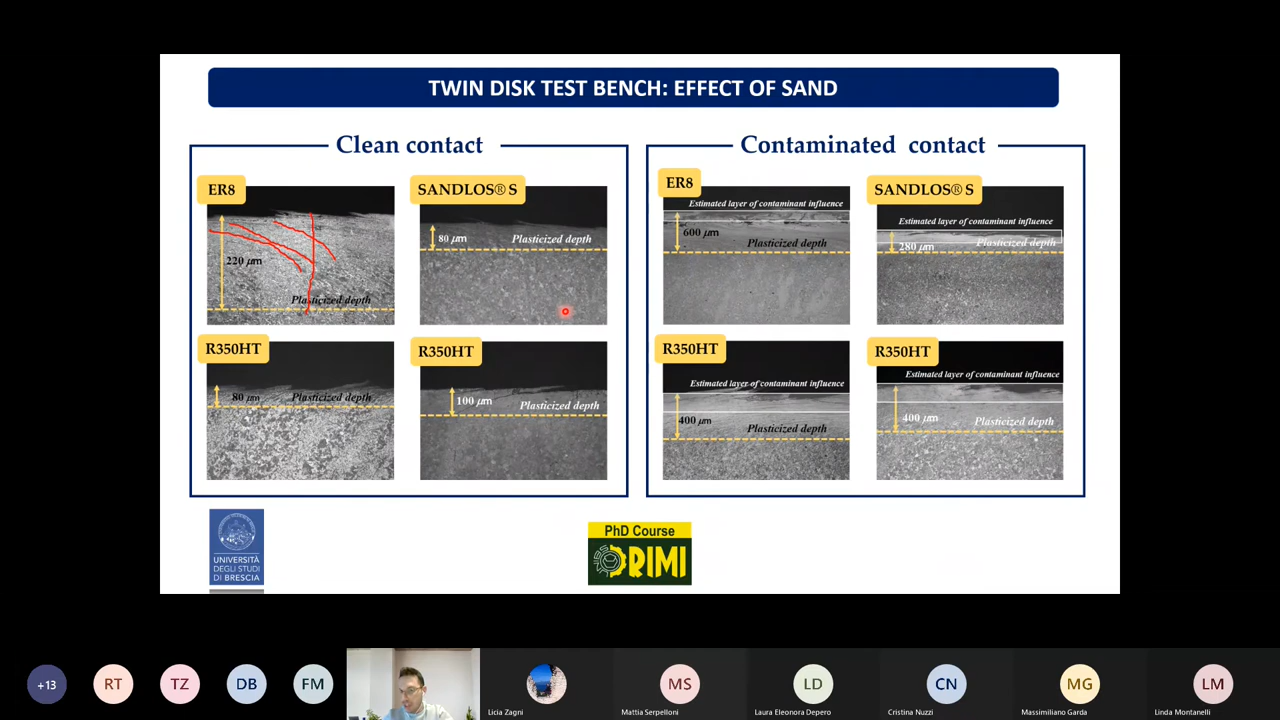 TWIN DISK TEST BENCH: EFFECT OF SAND
Clean contact
ER8
220 μm
Plasticized depth
SANDLOS® S
80 μm
Plasticized depth
R350HT
80 μm
Plasticized depth
R350HT
100 μm
Plasticized depth
Contaminated contact
ER8
Estimated layer of contaminant influence
600 μm
Plasticized depth
SANDLOS® S
Estimated layer of contaminant influence
280 μm
Plasticized depth
R350HT
Estimated layer of contaminant influence
400 μm
Plasticized depth
R350HT
Estimated layer of contaminant influence
400 μm
Plasticized depth
UNIVERSITÀ
DEGLI STUDI
DI BRESCIA
PhD Course
DRIMI
+13
RT
TZ
DB
FM
Licia Zagni
MS
Mattia Serpelloni
LD
Laura Eleonora Depero
CN
Cristina Nuzzi
MG
Massimiliano Garda
LM
Linda Montanelli